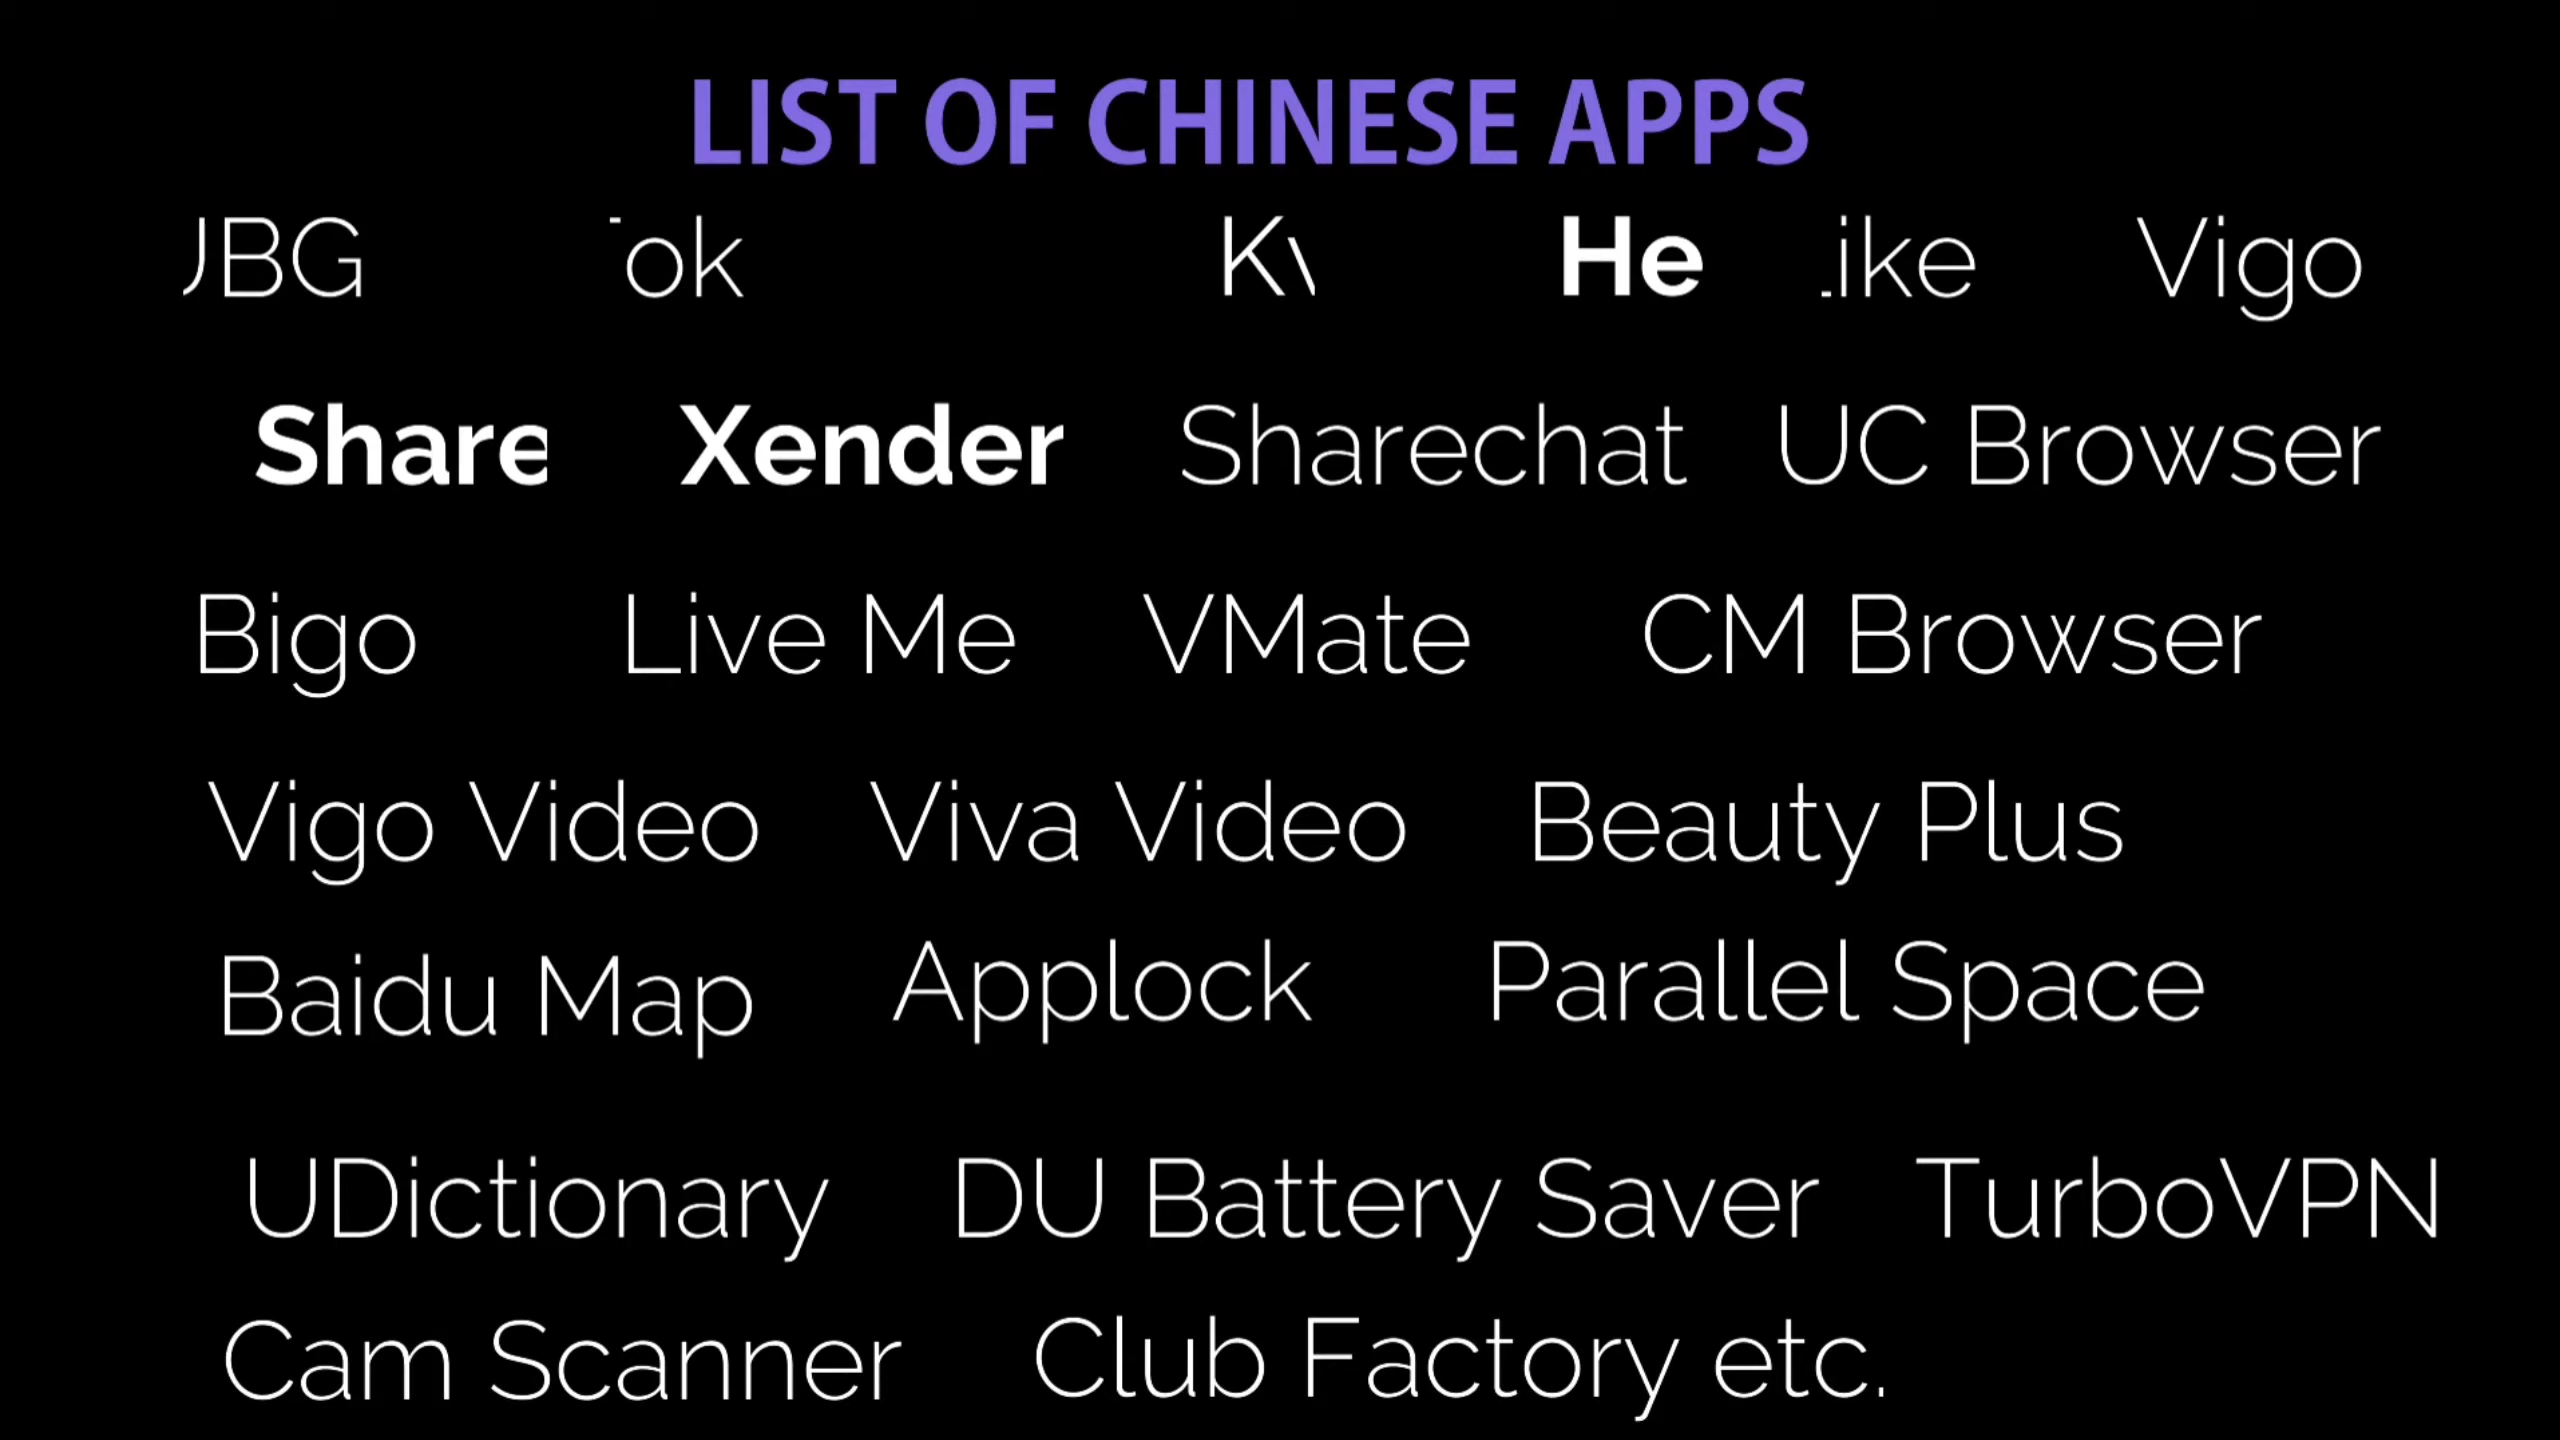 LIST OF CHINESE APPS
Vigo
Share Xender Sharechat UC Browser
Bigo Live Me VMate CM Browser
Vigo Video Viva Video Beauty Plus
Baidu Map Applock Parallel Space
UDictionary DU Battery Saver TurboVPN
Cam Scanner Club Factory etc.